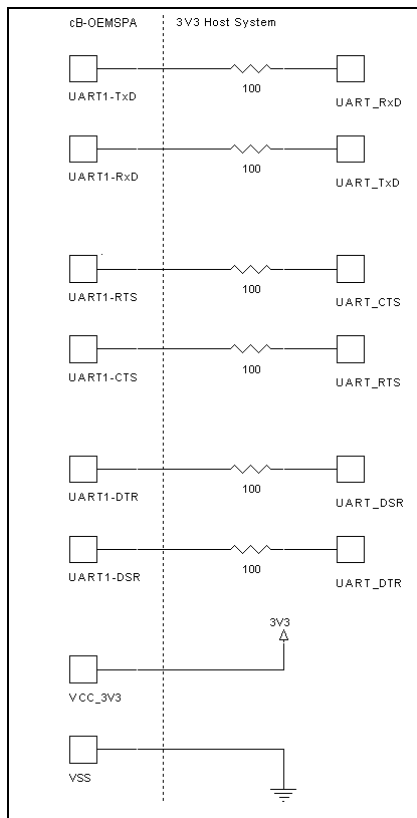 cB-OEMSPA 3V3 Host System
UART1-TxD 100 UART_RxD
UART1-RxD 100 UART_TxD
UART1-RTS 100 UART_CTS
UART1-CTS 100 UART_RTS
UART1-DTR 100 UART_DSR
UART1-DSR 100 UART_DTR
3V3
VCC_3V3
VSS